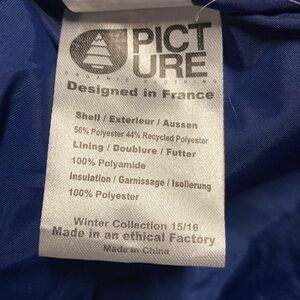 PICT
URE
ORGANIC CLOTHING
Designed in France
Shell / Exterieur / Aussen
56% Polyester 44% Recycled Polyester
Lining / Doublure / Futter
100% Polyamide
Insulation / Garnissage / Isolierung
100% Polyester
Winter Collection 15/16
Made in an ethical Factory
Made in China